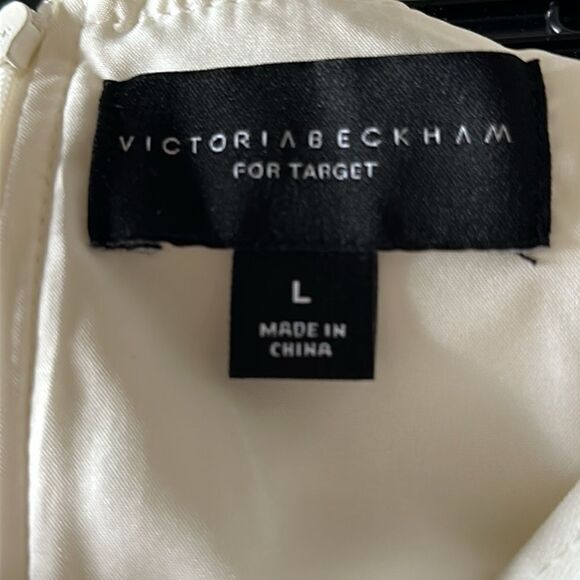 VICTORIABECKHAM
FOR TARGET
L
MADE IN
CHINA